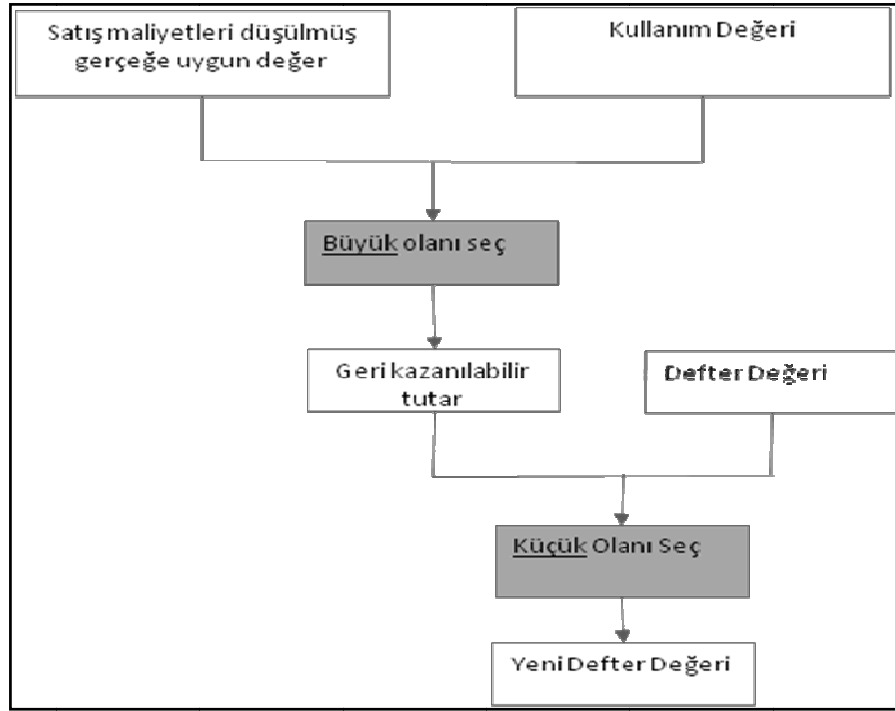 Satış maliyetleri düşülmüş
gerçeğe uygun değer
Kullanım Değeri
Büyük olanı seç
Geri kazanılabilir
tutar
Defter Değeri
Küçük Olanı Seç
Yeni Defter Değeri